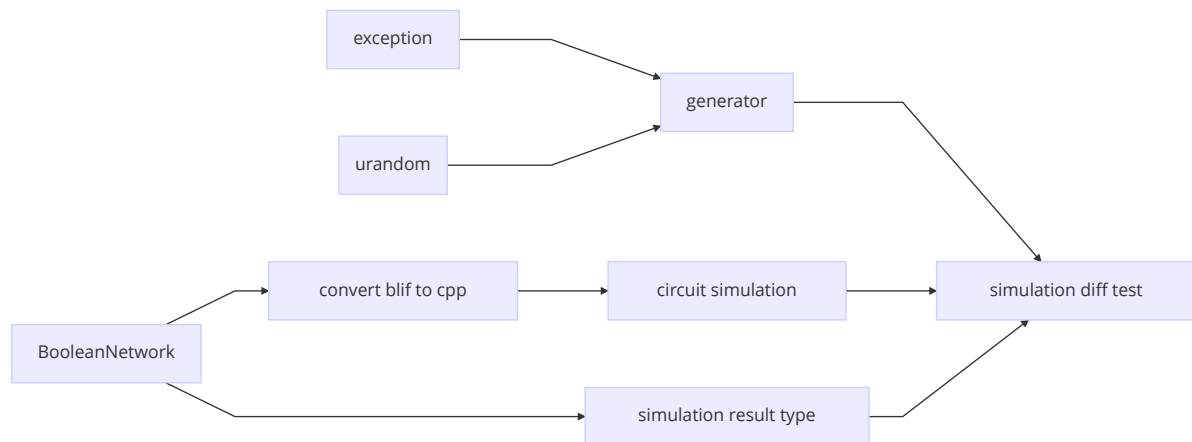 exception
generator
urandom
convert blif to cpp
circuit simulation
simulation diff test
BooleanNetwork
simulation result type